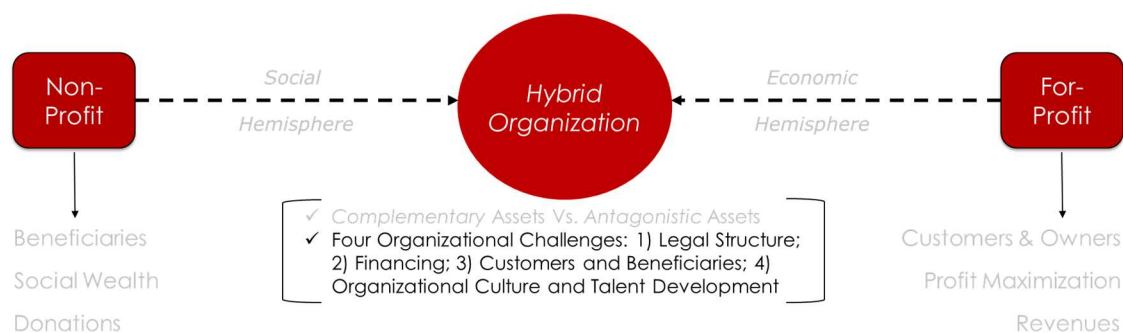 Non-
Profit
Social
Hemisphere
Hybrid
Organization
Economic
Hemisphere
For-
Profit
✓ Complementary Assets Vs. Antagonistic Assets
✓ Four Organizational Challenges: 1) Legal Structure;
2) Financing; 3) Customers and Beneficiaries; 4)
Organizational Culture and Talent Development
Beneficiaries
Social Wealth
Donations
Customers & Owners
Profit Maximization
Revenues